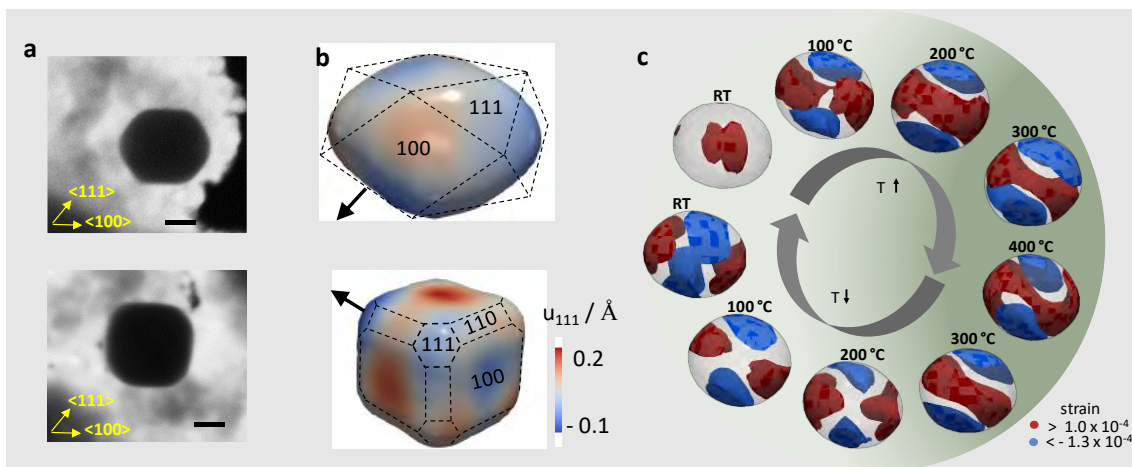 a
<111>
<100>
<111>
<100>
b
111
100
110
111
100
u111 / Å
0.2
- 0.1
c
RT
100 °C
200 °C
300 °C
400 °C
300 °C
200 °C
100 °C
RT
T ↑
T ↓
strain
> 1.0 x 10-4
< - 1.3 x 10-4